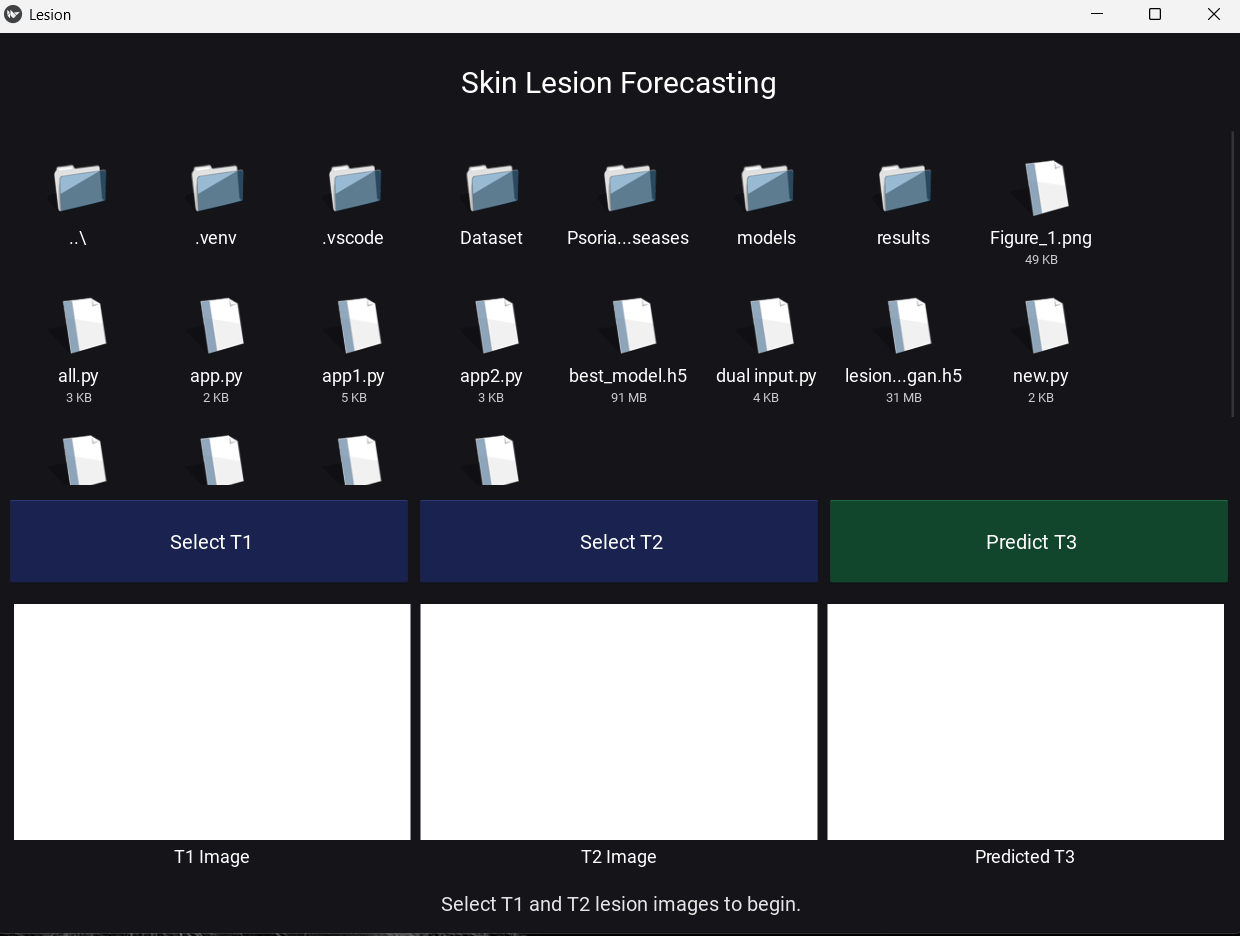 Lesion
Skin Lesion Forecasting
..\ .venv .vscode Dataset Psoria...seases models results Figure_1.png
49 KB
all.py app.py app1.py app2.py best_model.h5 dual input.py lesion...gan.h5 new.py
3 KB 2 KB 5 KB 3 KB 91 MB 4 KB 31 MB 2 KB
Select T1 Select T2 Predict T3
T1 Image T2 Image Predicted T3
Select T1 and T2 lesion images to begin.